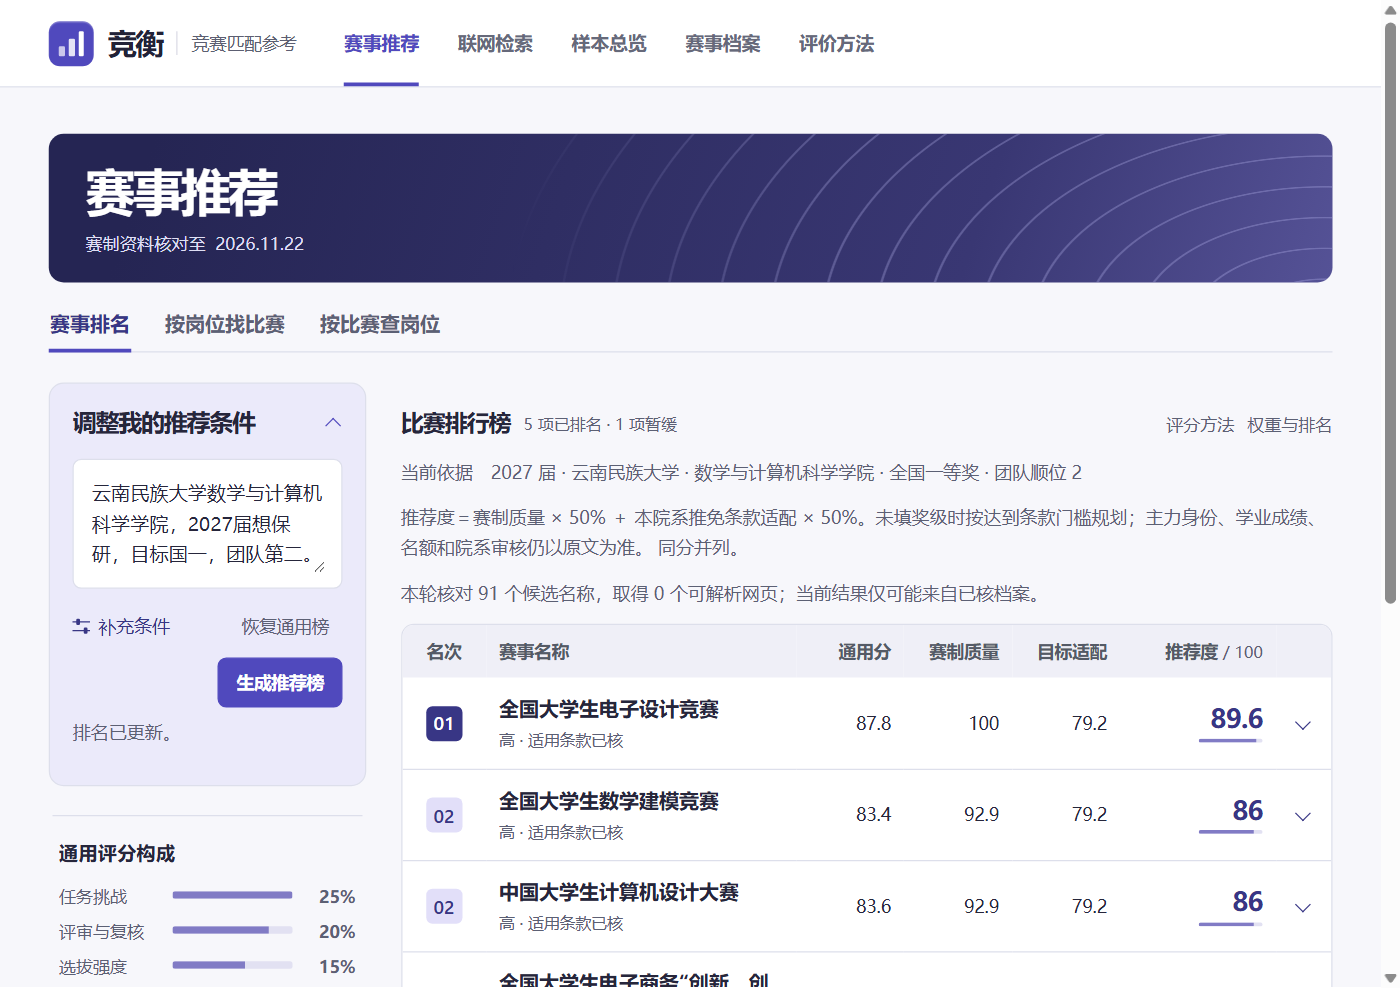 竞衡
竞赛匹配参考
赛事推荐
联网检索
样本总览
赛事档案
评价方法
赛事推荐
赛制资料核对至 2026.11.22
赛事排名
按岗位找比赛
按比赛查岗位
调整我的推荐条件
云南民族大学数学与计算机
科学学院，2027届想保
研，目标国一，团队第二。
补充条件
恢复通用榜
生成推荐榜
排名已更新。
通用评分构成
任务挑战 25%
评审与复核 20%
选拔强度 15%
比赛排行榜 5 项已排名 · 1 项暂缓
评分方法 权重与排名
当前依据 2027 届 · 云南民族大学 · 数学与计算机科学学院 · 全国一等奖 · 团队顺位 2
推荐度 = 赛制质量 × 50% + 本院系推免条款适配 × 50%。未填奖级时按达到条款门槛规划；主力身份、学业成绩、
名额和院系审核仍以原文为准。 同分并列。
本轮核对 91 个候选名称，取得 0 个可解析网页；当前结果仅可能来自已核档案。
名次 赛事名称 通用分 赛制质量 目标适配 推荐度 / 100
01 全国大学生电子设计竞赛 87.8 100 79.2 89.6
高 · 适用条款已核
02 全国大学生数学建模竞赛 83.4 92.9 79.2 86
高 · 适用条款已核
02 中国大学生计算机设计大赛 83.6 92.9 79.2 86
高 · 适用条款已核
全国大学生电子商务“创新、创